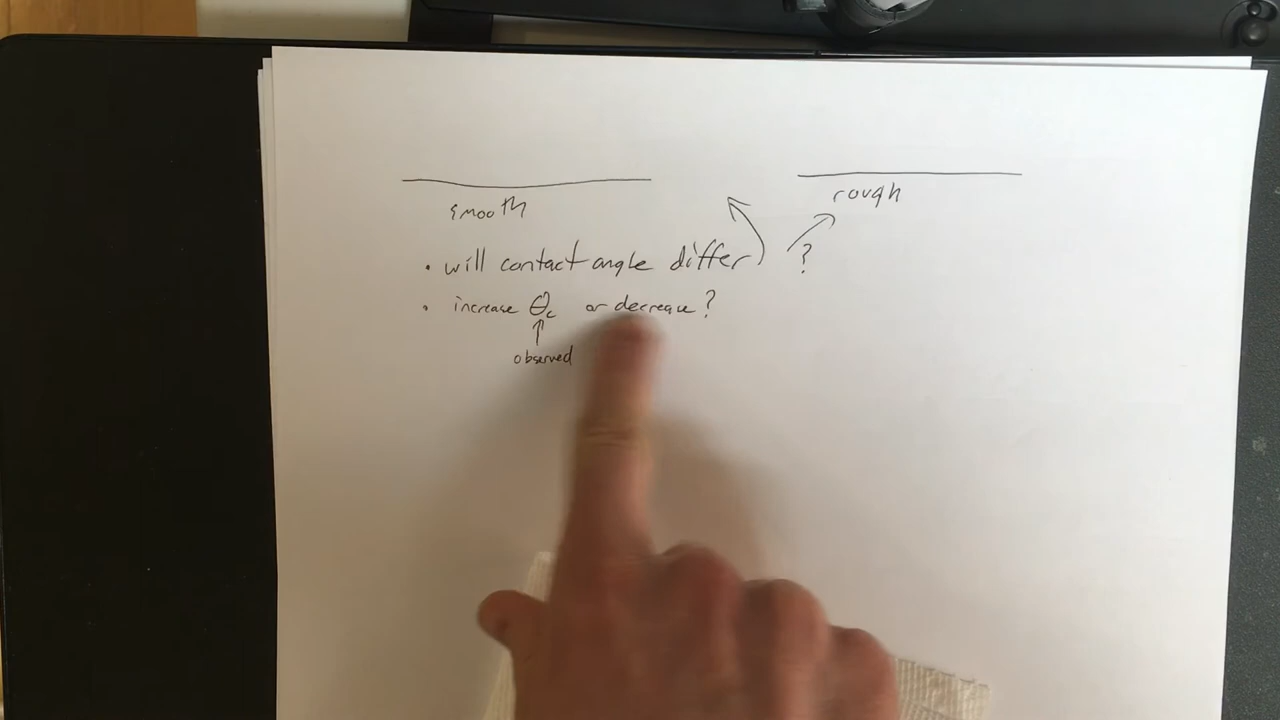 smooth
rough
• will contact angle differ ?
• increase θc or decrease?
observed